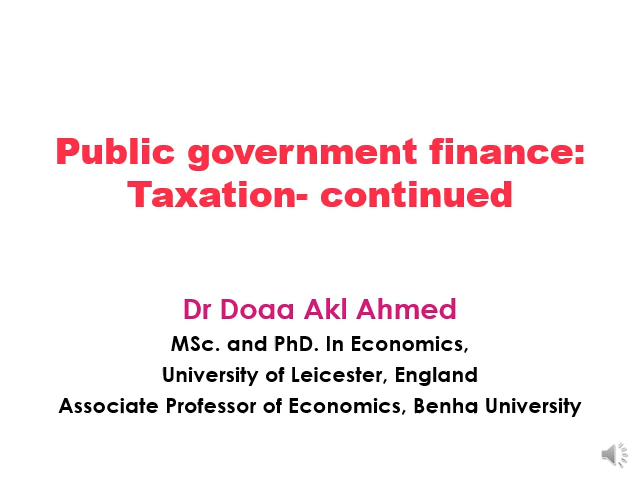 Public government finance:
Taxation- continued
Dr Doaa Akl Ahmed
MSc. and PhD. In Economics,
University of Leicester, England
Associate Professor of Economics, Benha University